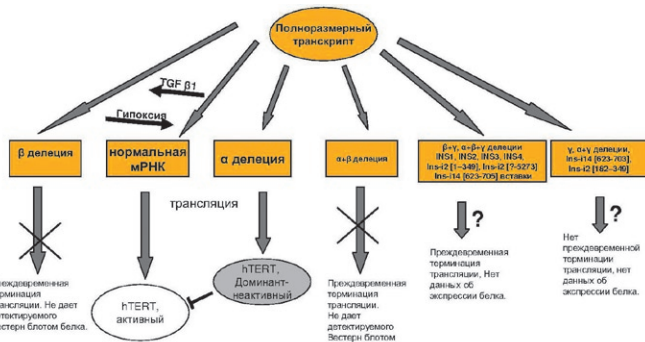 Полноразмерный
транскрипт
TGF β1
Гипоксия
β делеция
нормальная
мРНК
α делеция
α+β делеция
β+γ, α+β+γ делеции
INS1, INS2, INS3, INS4,
Ins-i2 [1–349], Ins-i2 [?-5273]
Ins-i14 [623-705] вставки
γ, α+γ делеции,
Ins-i14 [623-703],
Ins-i2 [182–349]
трансляция
?
?
hTERT,
Доминант-
неактивный
hTERT,
активный
преждевременная
терминация
трансляции. Не дает
детектируемого
Вестерн блотом белка.
Преждевременная
терминация
трансляции.
Не дает
детектируемого
Вестерн блотом
Преждевременная
терминация
трансляции, Нет
данных об
экспрессии белка.
Нет
преждевременной
терминации
трансляции, нет
данных об
экспрессии белка.